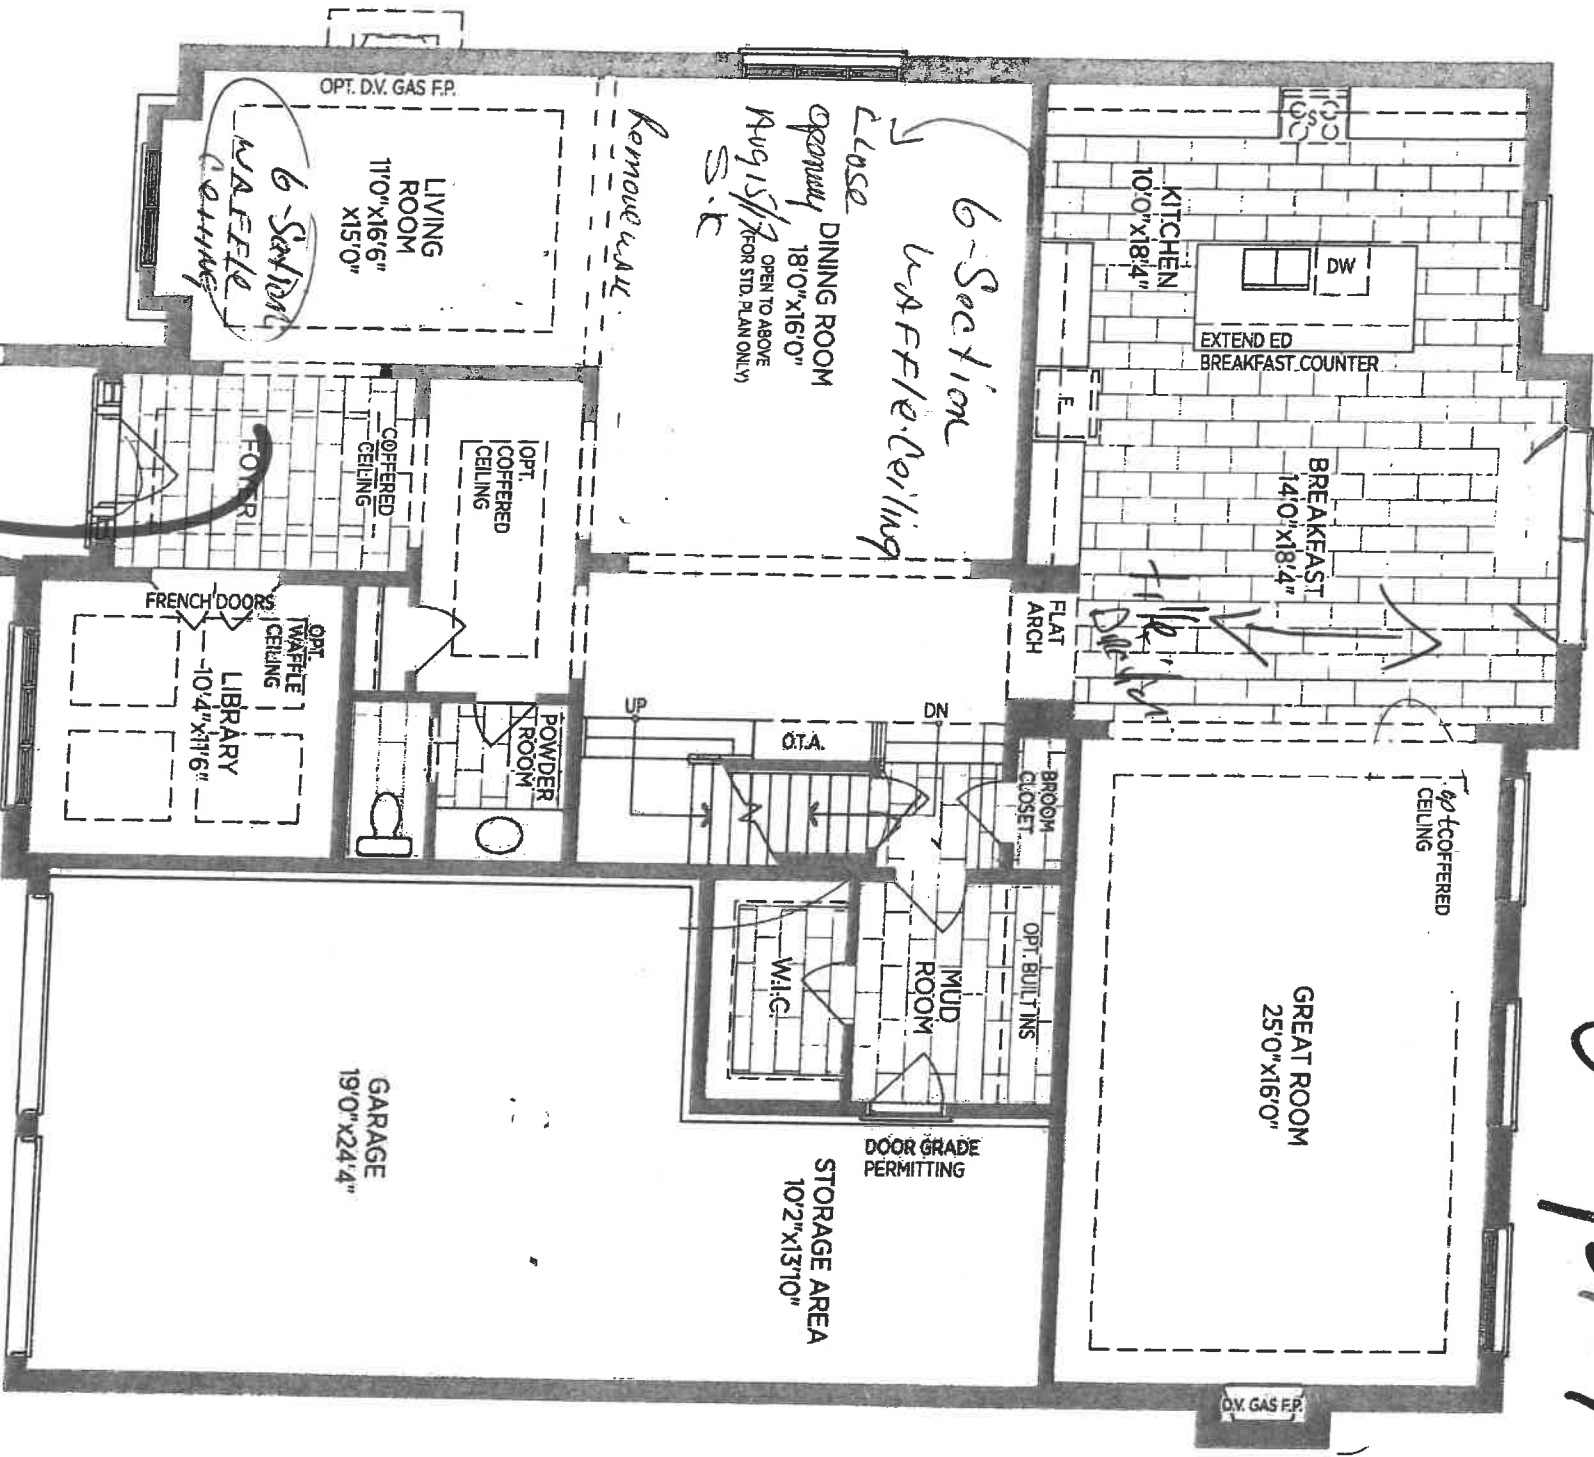 OPT. D.V. GAS F.P.
LIVING
ROOM
11'0"x16'6"
x15'0"
6-Section
WAFFle
Ceiling
Remove wall.
Close
Opening
Aug 15/17
S.K
DINING ROOM
18'0"x16'0"
OPEN TO ABOVE
(FOR STD. PLAN ONLY)
6-Section
WAFFle Ceiling
KITCHEN
10'0"x18'4"
DW
EXTENDED
BREAKFAST COUNTER
F
BREAKFAST
14'0"x18'4"
FLAT
ARCH
FOYER
COFFERED
CEILING
OPT.
COFFERED
CEILING
FRENCH DOORS
OPT.
WAFFLE
CEILING
LIBRARY
10'4"x11'6"
POWDER
ROOM
UP
O.T.A.
DN
BROOM
CLOSET
opt COFFERED
CEILING
GREAT ROOM
25'0"x16'0"
D.V. GAS F.P.
W.I.C.
MUD
ROOM
OPT. BUILT INS
DOOR GRADE
PERMITTING
STORAGE AREA
10'2"x13'10"
GARAGE
19'0"x24'4"